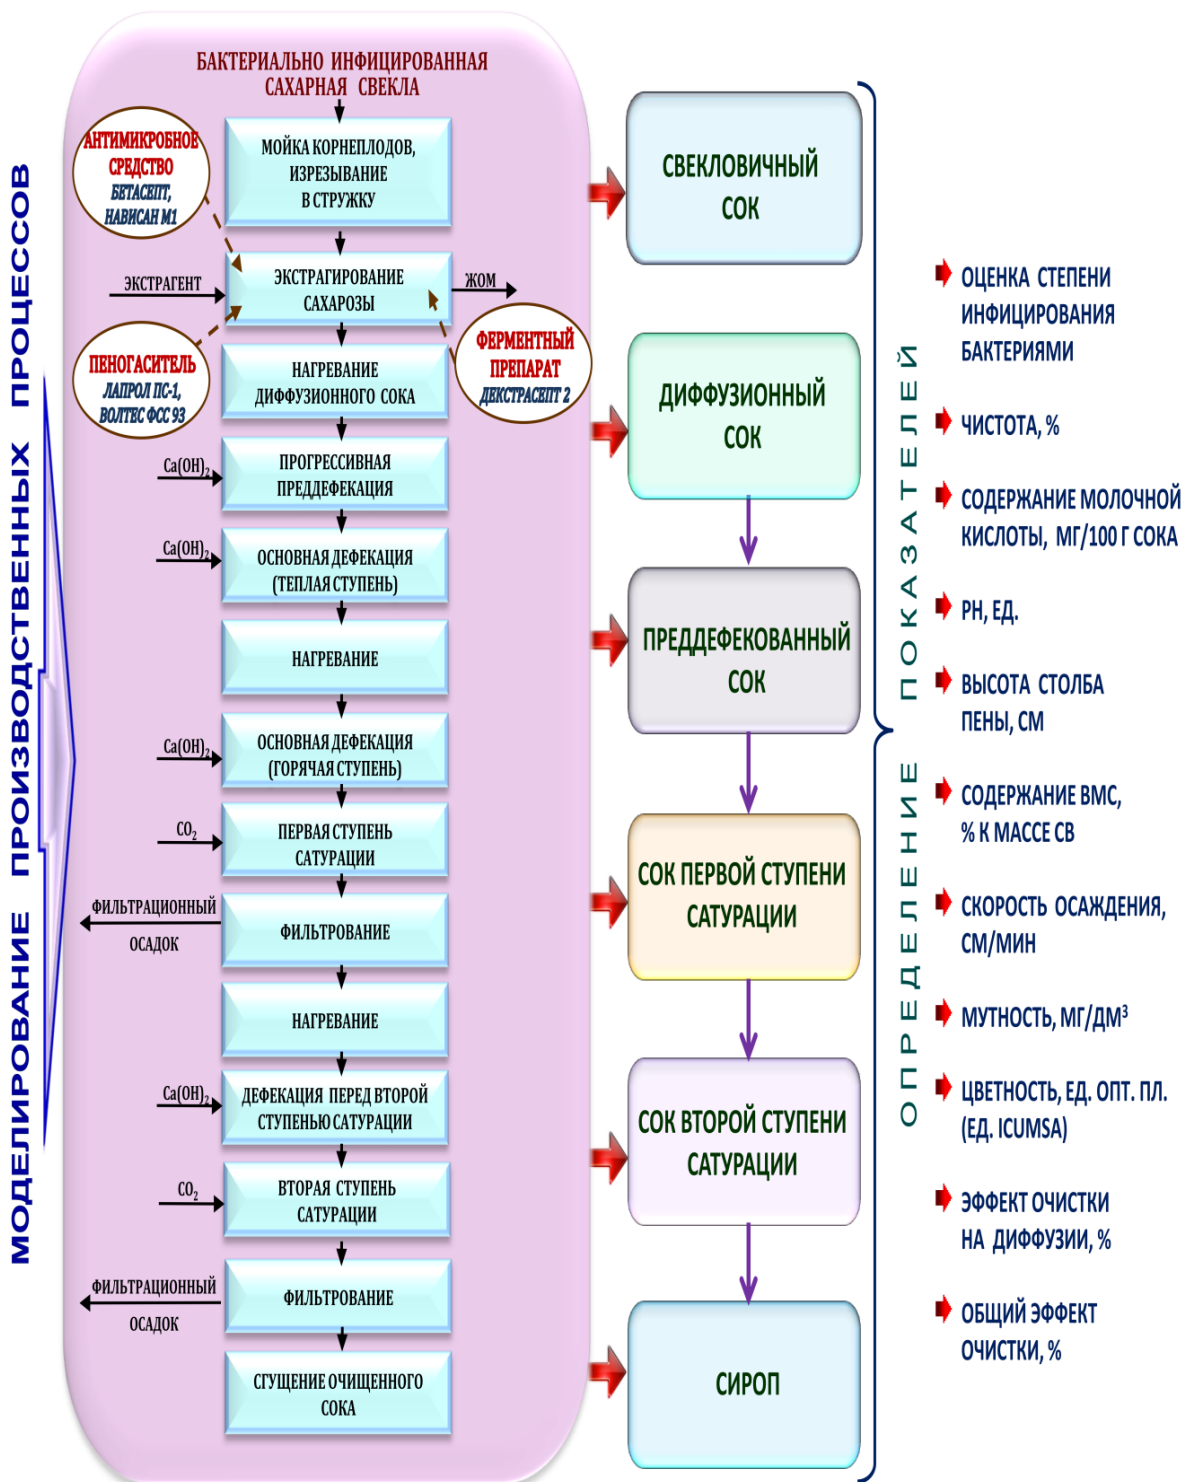 МОДЕЛИРОВАНИЕ ПРОИЗВОДСТВЕННЫХ ПРОЦЕССОВ
БАКТЕРИАЛЬНО ИНФИЦИРОВАННАЯ
САХАРНАЯ СВЕКЛА
АНТИМИКРОБНОЕ
СРЕДСТВО
БЕТАСЕПТ,
НАВИСАН М1
МОЙКА КОРНЕПЛОДОВ,
ИЗРЕЗЫВАНИЕ
В СТРУЖКУ
ЭКСТРАГЕНТ
ЭКСТРАГИРОВАНИЕ
САХАРОЗЫ
ЖОМ
ПЕНОГАСИТЕЛЬ
ЛАПРОЛ ПС-1,
ВОЛТЕС ФСС 93
ФЕРМЕНТНЫЙ
ПРЕПАРАТ
ДЕКСТРАСЕПТ 2
НАГРЕВАНИЕ
ДИФФУЗИОННОГО СОКА
Ca(OH)₂
ПРОГРЕССИВНАЯ
ПРЕДДЕФЕКАЦИЯ
Ca(OH)₂
ОСНОВНАЯ ДЕФЕКАЦИЯ
(ТЕПЛАЯ СТУПЕНЬ)
НАГРЕВАНИЕ
Ca(OH)₂
ОСНОВНАЯ ДЕФЕКАЦИЯ
(ГОРЯЧАЯ СТУПЕНЬ)
CO₂
ПЕРВАЯ СТУПЕНЬ
САТУРАЦИИ
ФИЛЬТРАЦИОННЫЙ
ОСАДОК
ФИЛЬТРОВАНИЕ
НАГРЕВАНИЕ
Ca(OH)₂
ДЕФЕКАЦИЯ ПЕРЕД ВТОРОЙ
СТУПЕНЬЮ САТУРАЦИИ
CO₂
ВТОРАЯ СТУПЕНЬ
САТУРАЦИИ
ФИЛЬТРАЦИОННЫЙ
ОСАДОК
ФИЛЬТРОВАНИЕ
СГУЩЕНИЕ ОЧИЩЕННОГО
СОКА
СВЕКЛОВИЧНЫЙ
СОК
ДИФФУЗИОННЫЙ
СОК
ПРЕДДЕФЕКОВАННЫЙ
СОК
СОК ПЕРВОЙ СТУПЕНИ
САТУРАЦИИ
СОК ВТОРОЙ СТУПЕНИ
САТУРАЦИИ
СИРОП
ОПРЕДЕЛЕНИЕ ПОКАЗАТЕЛЕЙ
ОЦЕНКА СТЕПЕНИ
ИНФИЦИРОВАНИЯ
БАКТЕРИЯМИ
ЧИСТОТА, %
СОДЕРЖАНИЕ МОЛОЧНОЙ
КИСЛОТЫ, МГ/100 Г СОКА
РН, ЕД.
ВЫСОТА СТОЛБА
ПЕНЫ, СМ
СОДЕРЖАНИЕ ВМС,
% К МАССЕ СВ
СКОРОСТЬ ОСАЖДЕНИЯ,
СМ/МИН
МУТНОСТЬ, МГ/ДМ³
ЦВЕТНОСТЬ, ЕД. ОПТ. ПЛ.
(ЕД. ICUMSA)
ЭФФЕКТ ОЧИСТКИ
НА ДИФФУЗИИ, %
ОБЩИЙ ЭФФЕКТ
ОЧИСТКИ, %